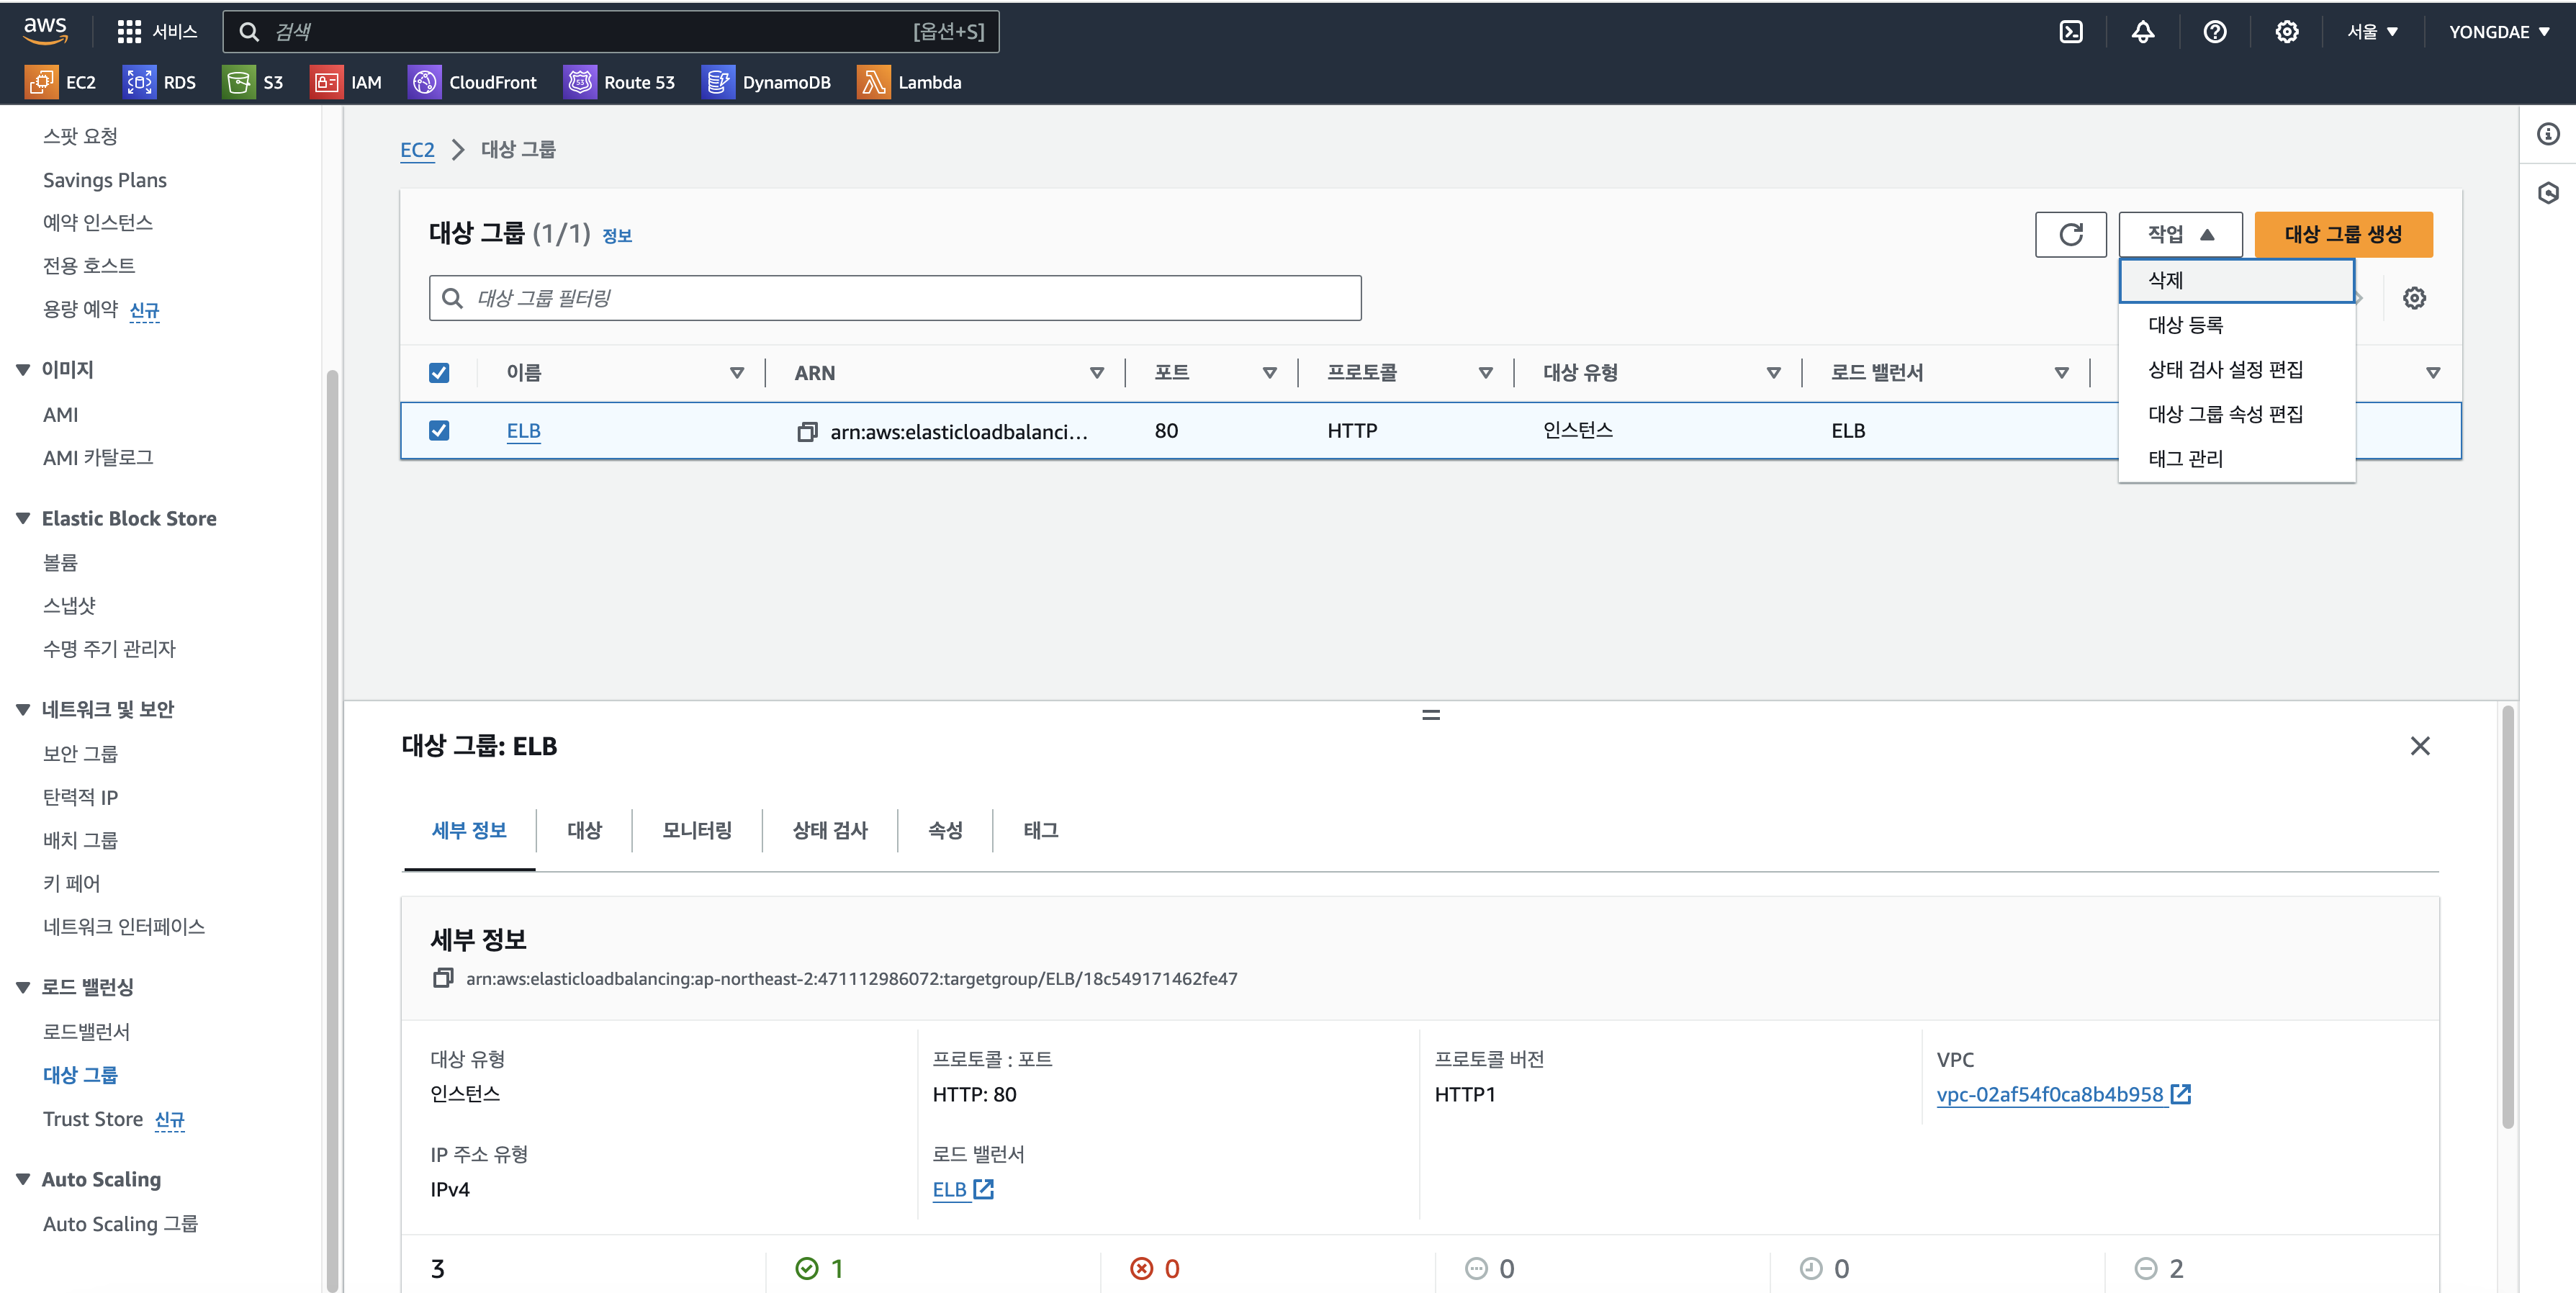 aws
서비스
검색
[옵션+S]
서울 ▼
YONGDAE ▼
EC2
RDS
S3
IAM
CloudFront
Route 53
DynamoDB
Lambda
스팟 요청
Savings Plans
예약 인스턴스
전용 호스트
용량 예약 신규
이미지
AMI
AMI 카탈로그
Elastic Block Store
볼륨
스냅샷
수명 주기 관리자
네트워크 및 보안
보안 그룹
탄력적 IP
배치 그룹
키 페어
네트워크 인터페이스
로드 밸런싱
로드밸런서
대상 그룹
Trust Store 신규
Auto Scaling
Auto Scaling 그룹
EC2 > 대상 그룹
대상 그룹 (1/1) 정보
작업 ▲
대상 그룹 생성
대상 그룹 필터링
삭제
대상 등록
상태 검사 설정 편집
대상 그룹 속성 편집
태그 관리
이름
ARN
포트
프로토콜
대상 유형
로드 밸런서
ELB
arn:aws:elasticloadbalanci...
80
HTTP
인스턴스
ELB
대상 그룹: ELB
세부 정보
대상
모니터링
상태 검사
속성
태그
세부 정보
arn:aws:elasticloadbalancing:ap-northeast-2:471112986072:targetgroup/ELB/18c549171462fe47
대상 유형
인스턴스
프로토콜 : 포트
HTTP: 80
프로토콜 버전
HTTP1
VPC
vpc-02af54f0ca8b4b958
IP 주소 유형
IPv4
로드 밸런서
ELB
3
1
0
0
0
2